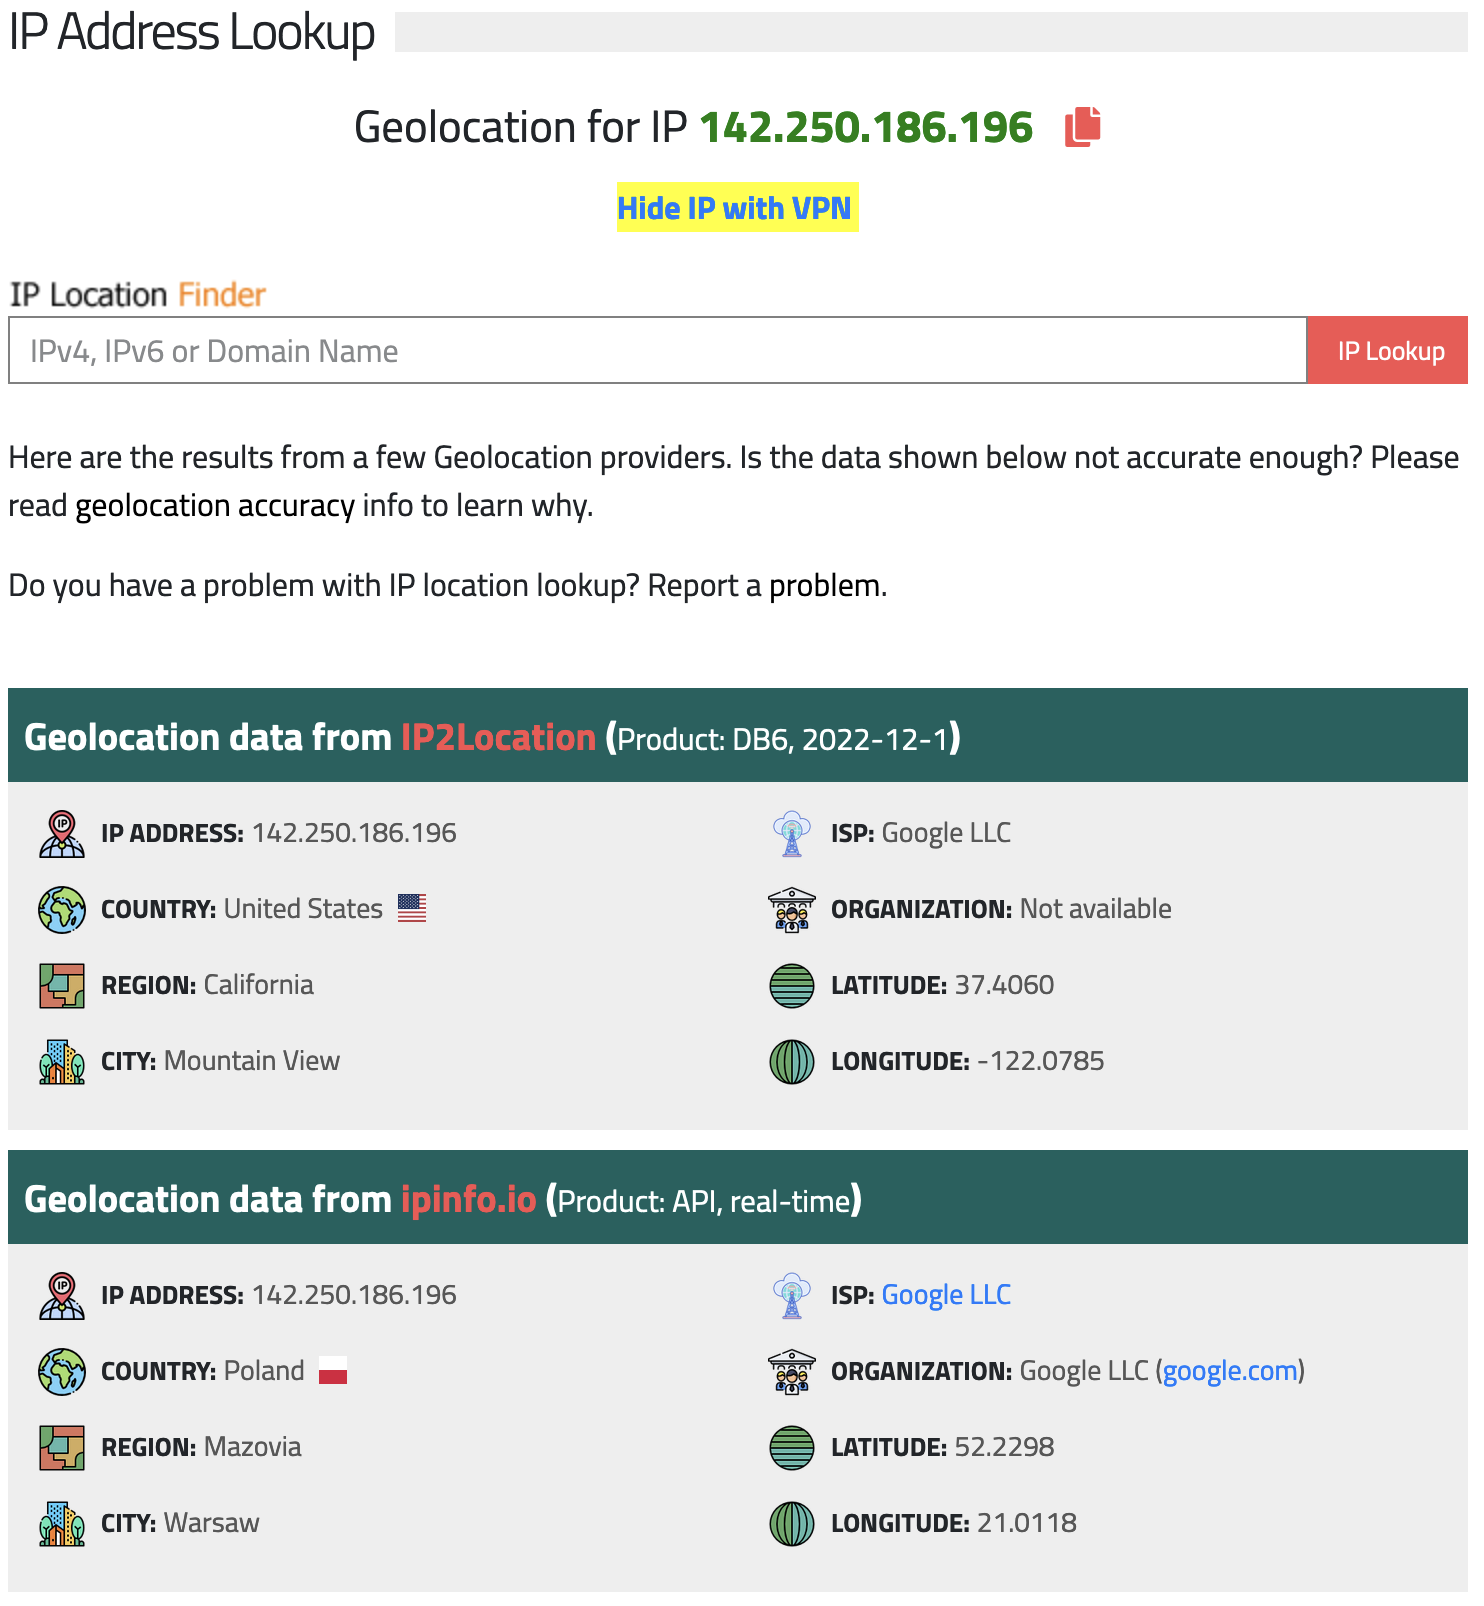 IP Address Lookup
Geolocation for IP 142.250.186.196
Hide IP with VPN
IP Location Finder
IPv4, IPv6 or Domain Name
IP Lookup
Here are the results from a few Geolocation providers. Is the data shown below not accurate enough? Please
read geolocation accuracy info to learn why.
Do you have a problem with IP location lookup? Report a problem.
Geolocation data from IP2Location (Product: DB6, 2022-12-1)
IP ADDRESS: 142.250.186.196
ISP: Google LLC
COUNTRY: United States
ORGANIZATION: Not available
REGION: California
LATITUDE: 37.4060
CITY: Mountain View
LONGITUDE: -122.0785
Geolocation data from ipinfo.io (Product: API, real-time)
IP ADDRESS: 142.250.186.196
ISP: Google LLC
COUNTRY: Poland
ORGANIZATION: Google LLC (google.com)
REGION: Mazovia
LATITUDE: 52.2298
CITY: Warsaw
LONGITUDE: 21.0118